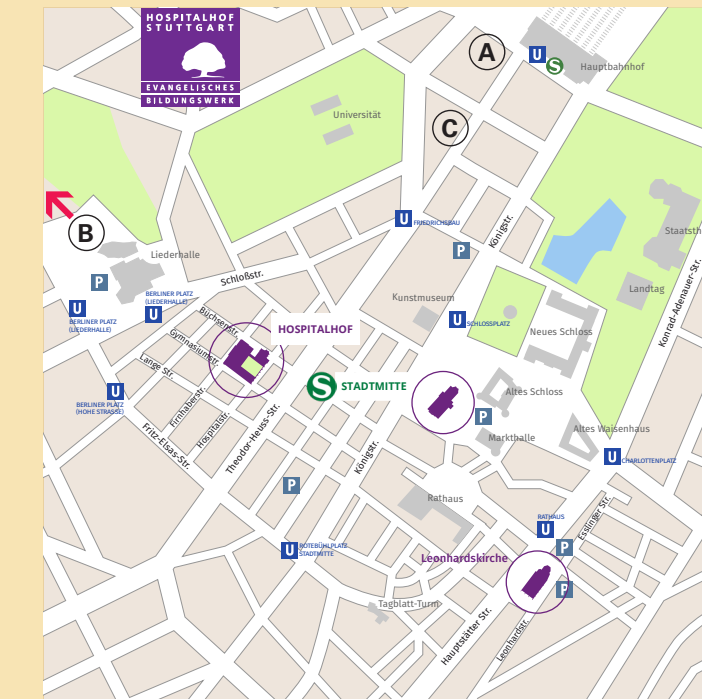 HOSPITALHOF
STUTTGART
EVANGELISCHES
BILDUNGSWERK
A
U
S
Hauptbahnhof
Universität
C
B
U
FRIEDRICHSBAU
P
Königstr.
Staatsth
Liederhalle
Schloßstr.
P
BERLINER PLATZ
(LIEDERHALLE)
U
U
BERLINER PLATZ
(LIEDERHALLE)
Kunstmuseum
Landtag
Konrad-Adenauer-Str.
U
SCHLOSSPLATZ
Neues Schloss
Büchsenstr.
Gymnasiumstr.
HOSPITALHOF
Lange Str.
Firnhaberstr.
S
STADTMITTE
Altes Schloss
U
BERLINER PLATZ
(HOHE STRASSE)
Hospitalstr.
Theodor-Heuss-Str.
P
Markthalle
Altes Waisenhaus
Fritz-Elsas-Str.
Königstr.
U
CHARLOTTENPLATZ
P
Rathaus
Esslinger Str.
RATHAUS
U
P
U
ROTEBÜHLPLATZ
STADTMITTE
Leonhardskirche
P
Tagblatt-Turm
Hauptstätter Str.
Leonhardstr.